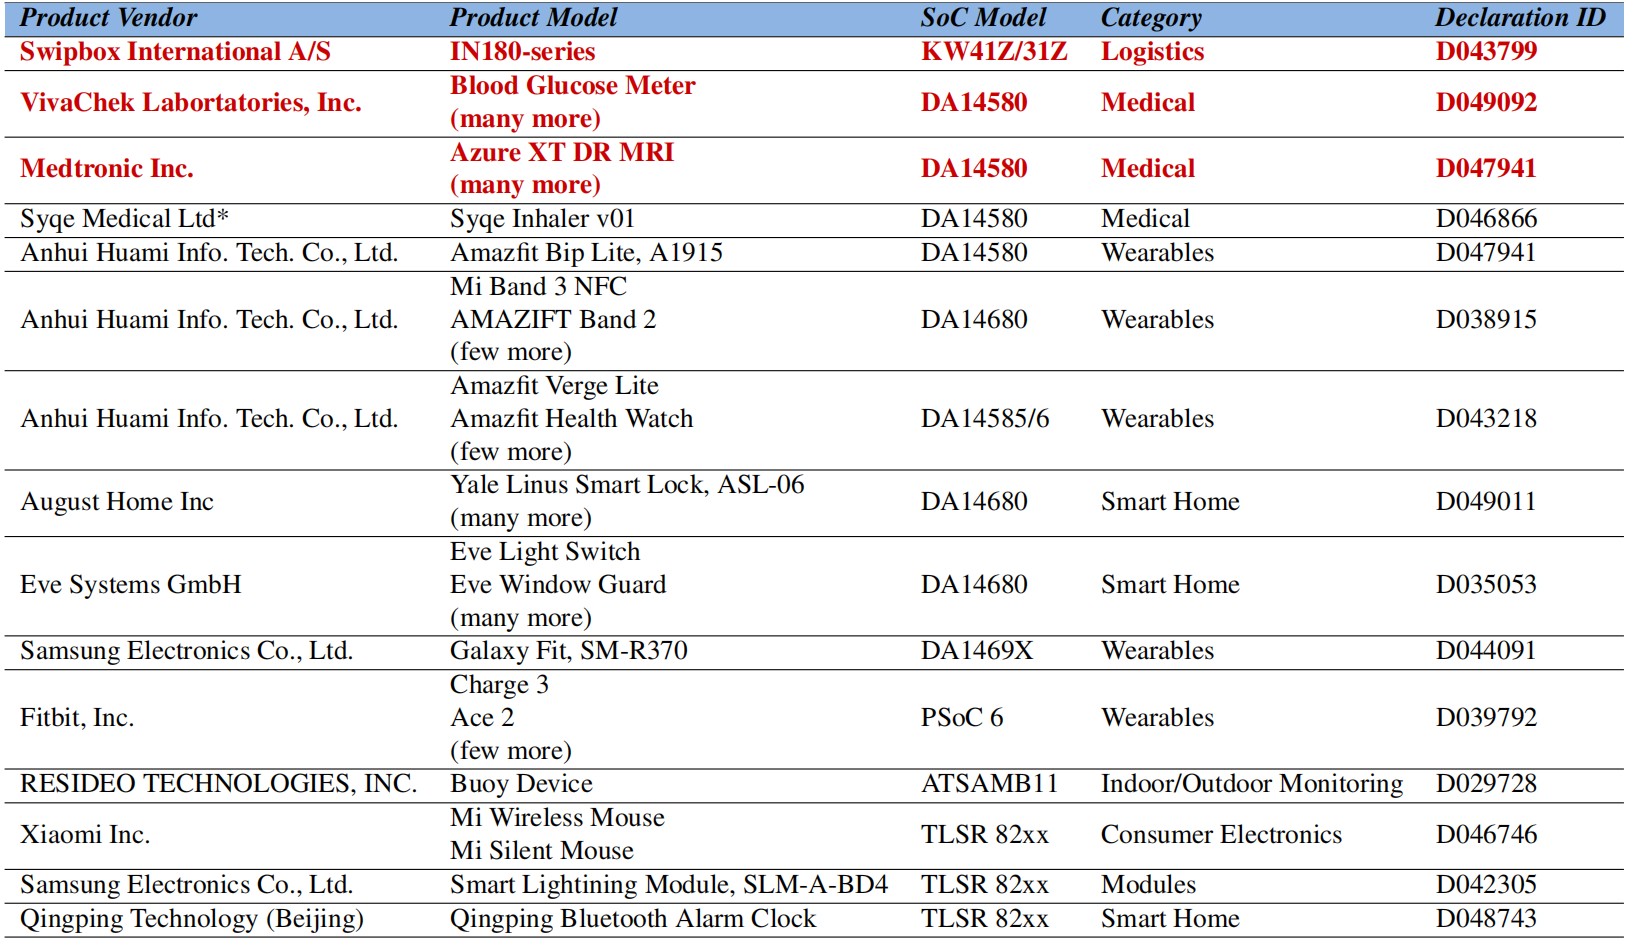 Product Vendor Product Model SoC Model Category Declaration ID
Swipbox International A/S IN180-series KW41Z/31Z Logistics D043799
VivaChek Labortatories, Inc. Blood Glucose Meter DA14580 Medical D049092
(many more)
Medtronic Inc. Azure XT DR MRI DA14580 Medical D047941
(many more)
Syqe Medical Ltd* Syqe Inhaler v01 DA14580 Medical D046866
Anhui Huami Info. Tech. Co., Ltd. Amazfit Bip Lite, A1915 DA14580 Wearables D047941
Mi Band 3 NFC
Anhui Huami Info. Tech. Co., Ltd. AMAZIFT Band 2 DA14680 Wearables D038915
(few more)
Amazfit Verge Lite
Anhui Huami Info. Tech. Co., Ltd. Amazfit Health Watch DA14585/6 Wearables D043218
(few more)
August Home Inc Yale Linus Smart Lock, ASL-06 DA14680 Smart Home D049011
(many more)
Eve Light Switch
Eve Systems GmbH Eve Window Guard DA14680 Smart Home D035053
(many more)
Samsung Electronics Co., Ltd. Galaxy Fit, SM-R370 DA1469X Wearables D044091
Charge 3
Fitbit, Inc. Ace 2 PSoC 6 Wearables D039792
(few more)
RESIDEO TECHNOLOGIES, INC. Buoy Device ATSAMB11 Indoor/Outdoor Monitoring D029728
Xiaomi Inc. Mi Wireless Mouse TLSR 82xx Consumer Electronics D046746
Mi Silent Mouse
Samsung Electronics Co., Ltd. Smart Lightining Module, SLM-A-BD4 TLSR 82xx Modules D042305
Qingping Technology (Beijing) Qingping Bluetooth Alarm Clock TLSR 82xx Smart Home D048743